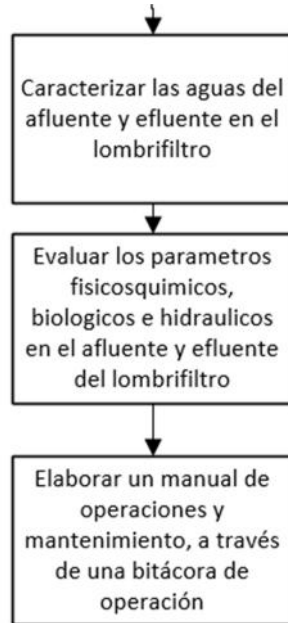 Caracterizar las aguas del
afluente y efluente en el
lombrifiltro
Evaluar los parametros
fisicosquimicos,
biologicos e hidraulicos
en el afluente y efluente
del lombrifiltro
Elaborar un manual de
operaciones y
mantenimiento, a través
de una bitácora de
operación